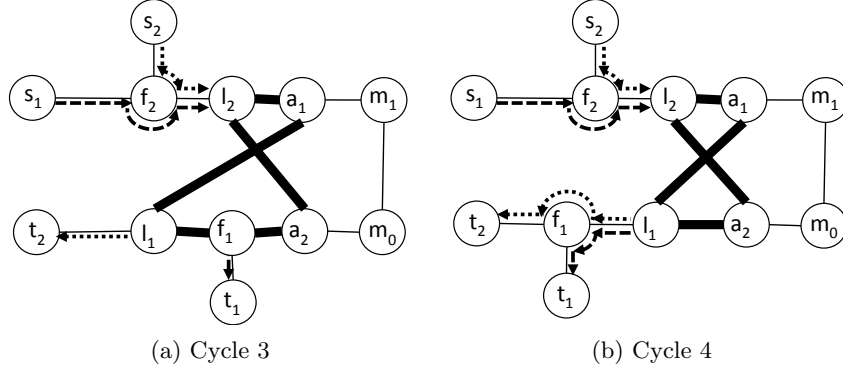 s₂ s₂
s₁ f₂ l₂ a₁ m₁ s₁ f₂ l₂ a₁ m₁
t₂ l₁ f₁ a₂ m₀ t₂ f₁ l₁ a₂ m₀
t₁ t₁
(a) Cycle 3 (b) Cycle 4